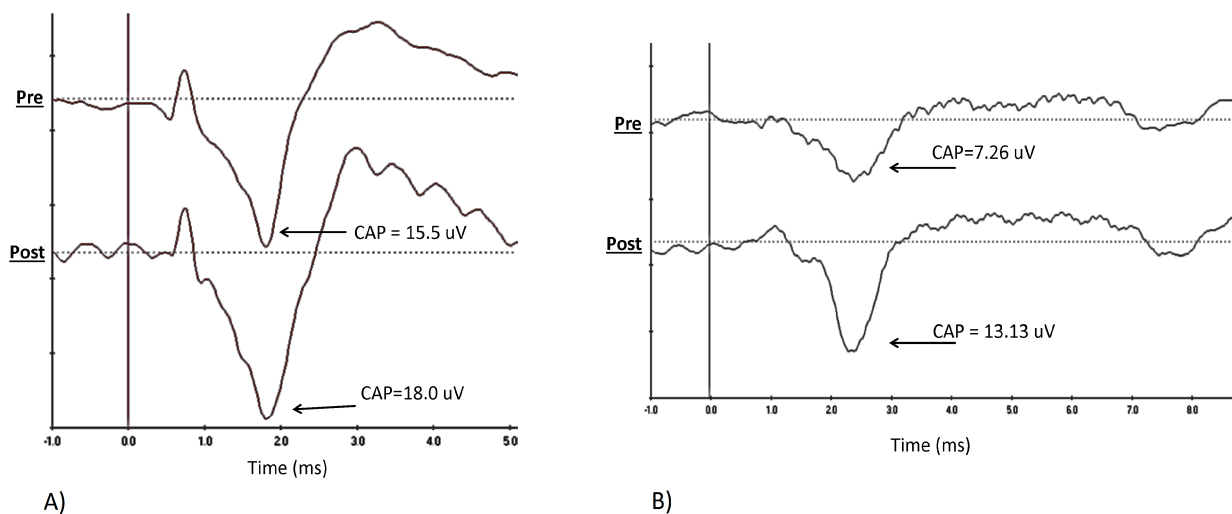 Pre
CAP = 15.5 uV
Post
CAP=18.0 uV
-1.0 0.0 1.0 2.0 3.0 4.0 5.0
Time (ms)
A)
Pre
CAP=7.26 uV
Post
CAP = 13.13 uV
-1.0 0.0 1.0 2.0 3.0 4.0 5.0 6.0 7.0 8.0
Time (ms)
B)